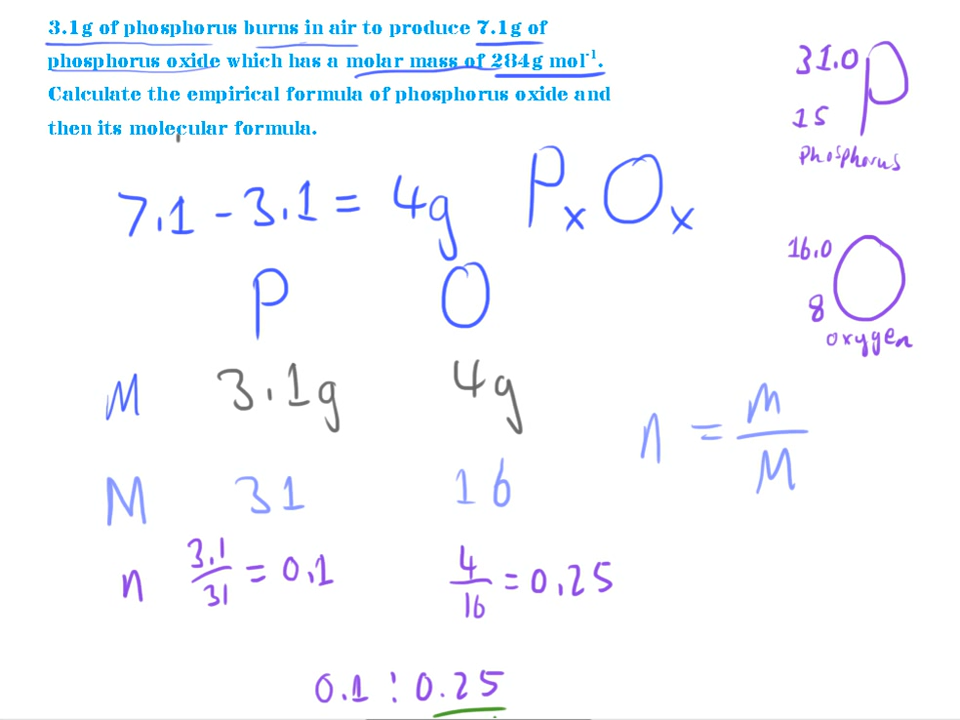 3.1g of phosphorus burns in air to produce 7.1g of
phosphorus oxide which has a molar mass of 284g mol⁻¹.
Calculate the empirical formula of phosphorus oxide and
then its molecular formula.
31.0 P
15
Phosphorus
7.1 - 3.1 = 4g PₓOₓ
16.0 O
8
oxygen
P O
M 3.1g 4g
n = m/M
M 31 16
n 3.1/31 = 0.1 4/16 = 0.25
0.1 : 0.25